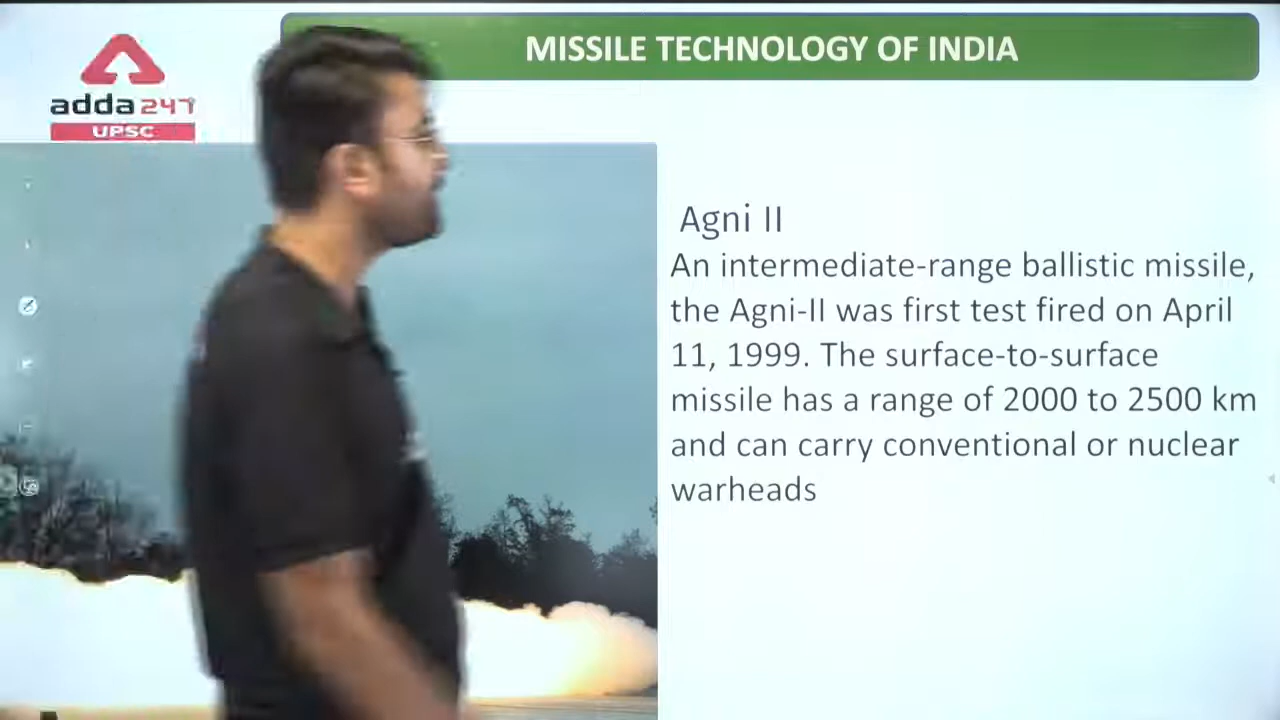 MISSILE TECHNOLOGY OF INDIA
adda 247
UPSC
Agni II
An intermediate-range ballistic missile,
the Agni-II was first test fired on April
11, 1999. The surface-to-surface
missile has a range of 2000 to 2500 km
and can carry conventional or nuclear
warheads